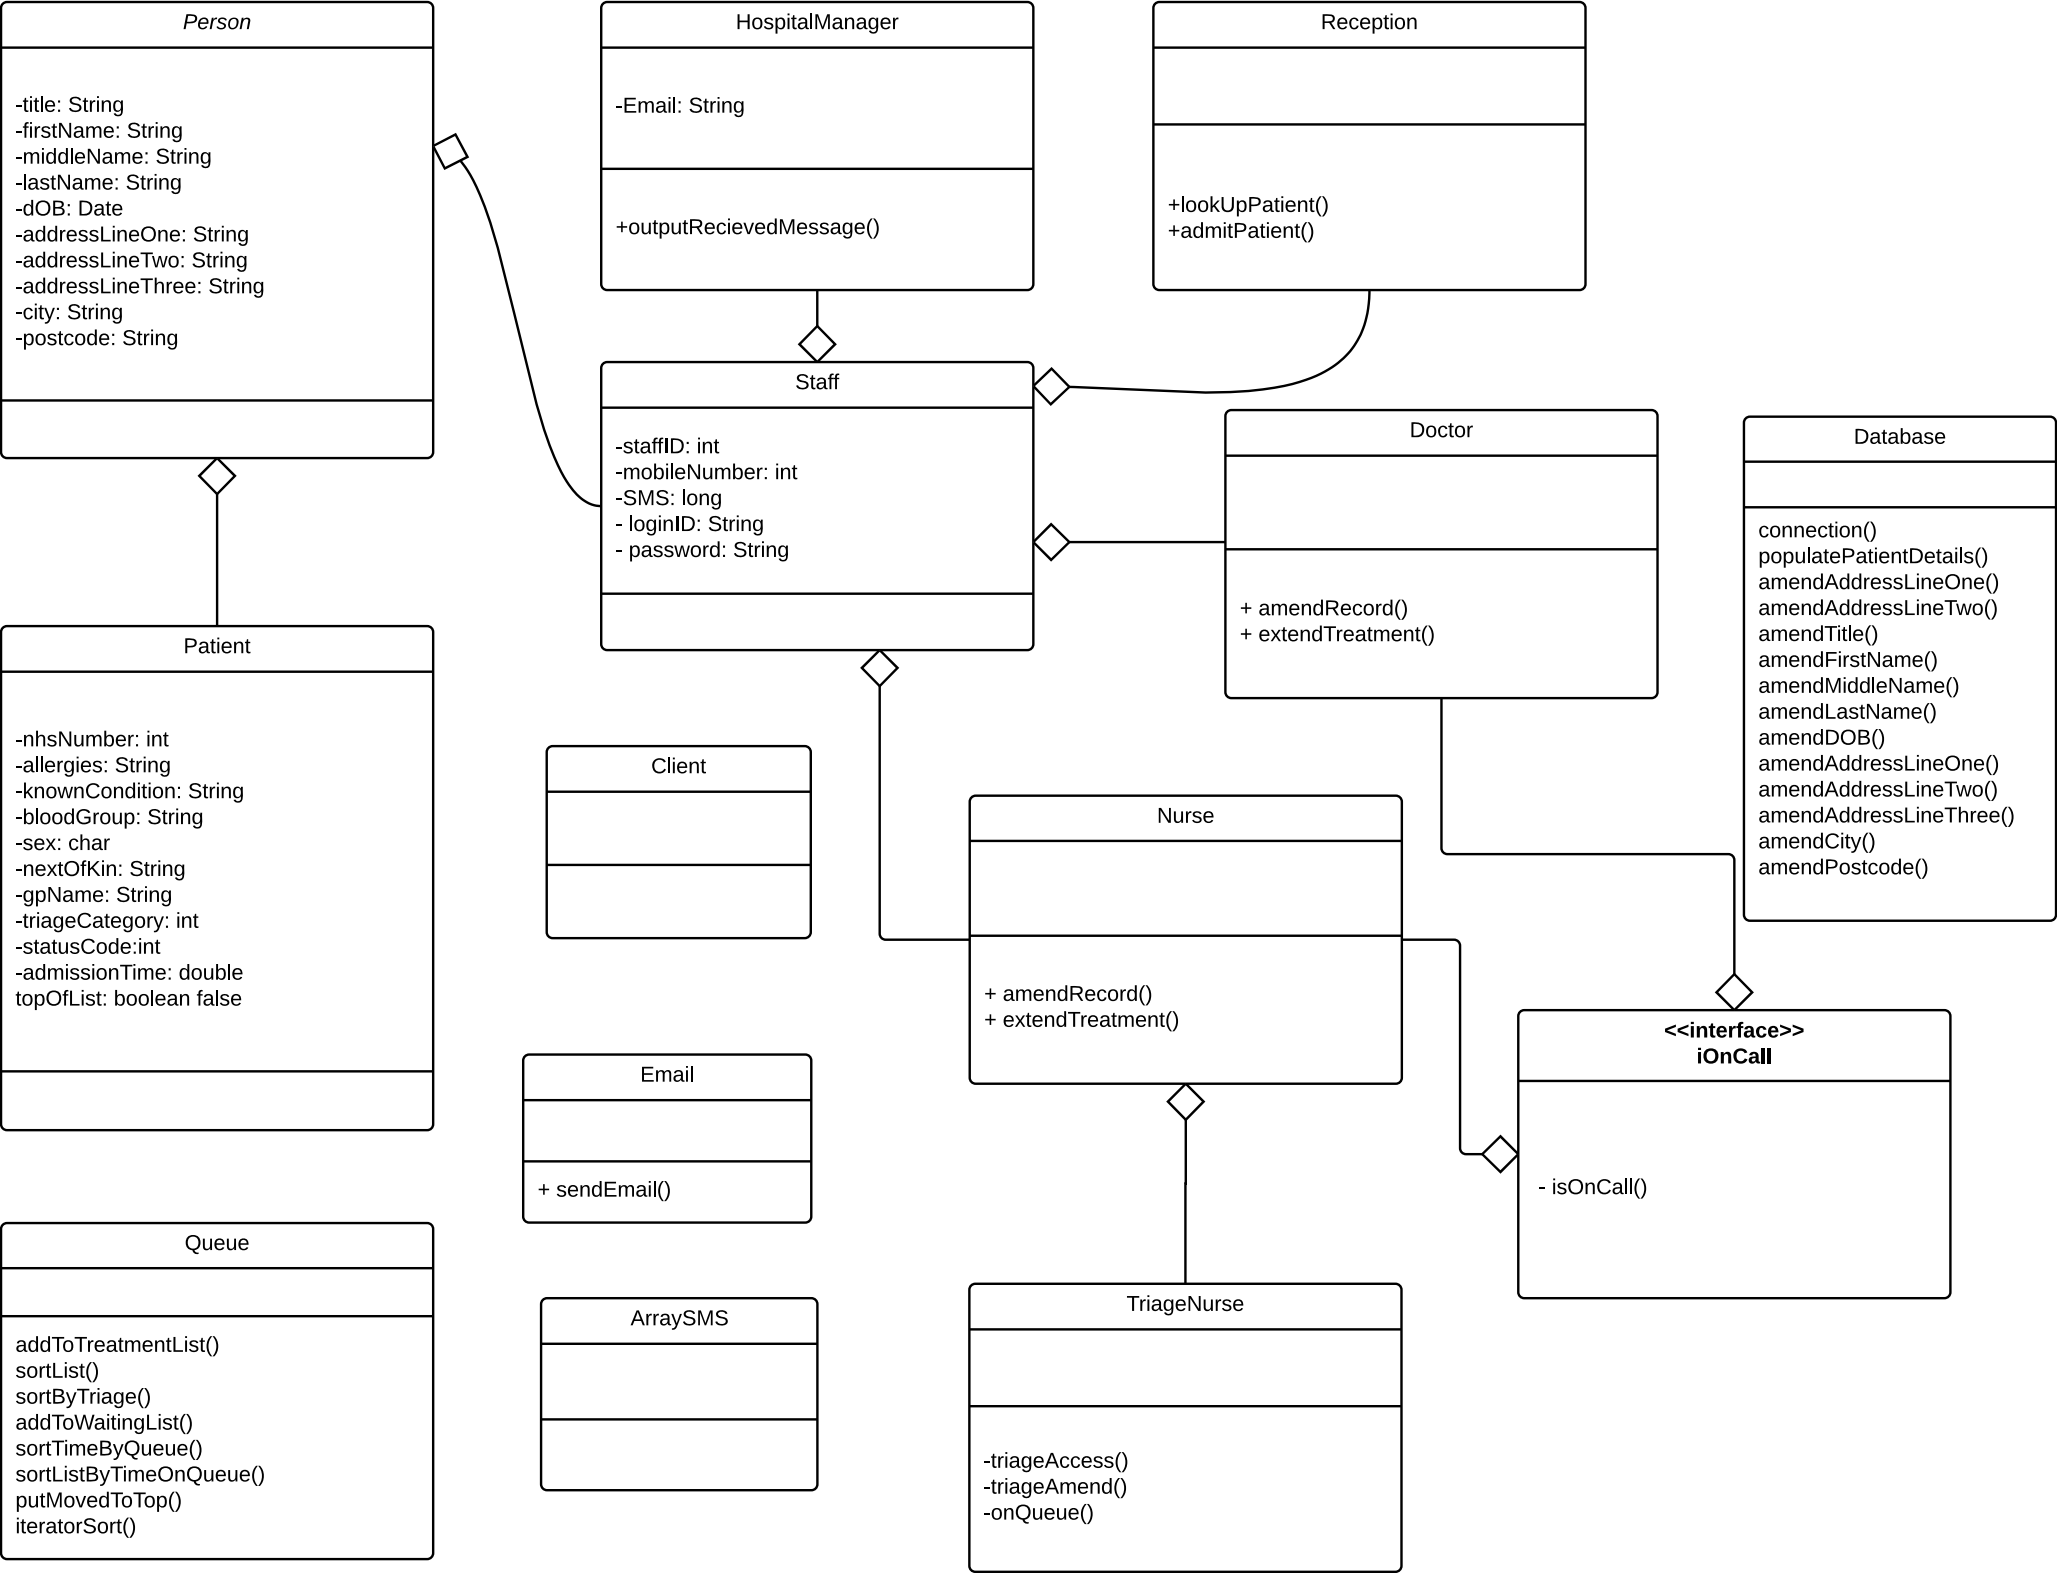 Person
-title: String
-firstName: String
-middleName: String
-lastName: String
-dOB: Date
-addressLineOne: String
-addressLineTwo: String
-addressLineThree: String
-city: String
-postcode: String
HospitalManager
-Email: String
+outputRecievedMessage()
Reception
+lookUpPatient()
+admitPatient()
Staff
-staffID: int
-mobileNumber: int
-SMS: long
- loginID: String
- password: String
Doctor
+ amendRecord()
+ extendTreatment()
Database
connection()
populatePatientDetails()
amendAddressLineOne()
amendAddressLineTwo()
amendTitle()
amendFirstName()
amendMiddleName()
amendLastName()
amendDOB()
amendAddressLineOne()
amendAddressLineTwo()
amendAddressLineThree()
amendCity()
amendPostcode()
Patient
-nhsNumber: int
-allergies: String
-knownCondition: String
-bloodGroup: String
-sex: char
-nextOfKin: String
-gpName: String
-triageCategory: int
-statusCode:int
-admissionTime: double
topOfList: boolean false
Client
Nurse
+ amendRecord()
+ extendTreatment()
<<interface>>
iOnCall
- isOnCall()
Email
+ sendEmail()
Queue
addToTreatmentList()
sortList()
sortByTriage()
addToWaitingList()
sortTimeByQueue()
sortListByTimeOnQueue()
putMovedToTop()
iteratorSort()
ArraySMS
TriageNurse
-triageAccess()
-triageAmend()
-onQueue()